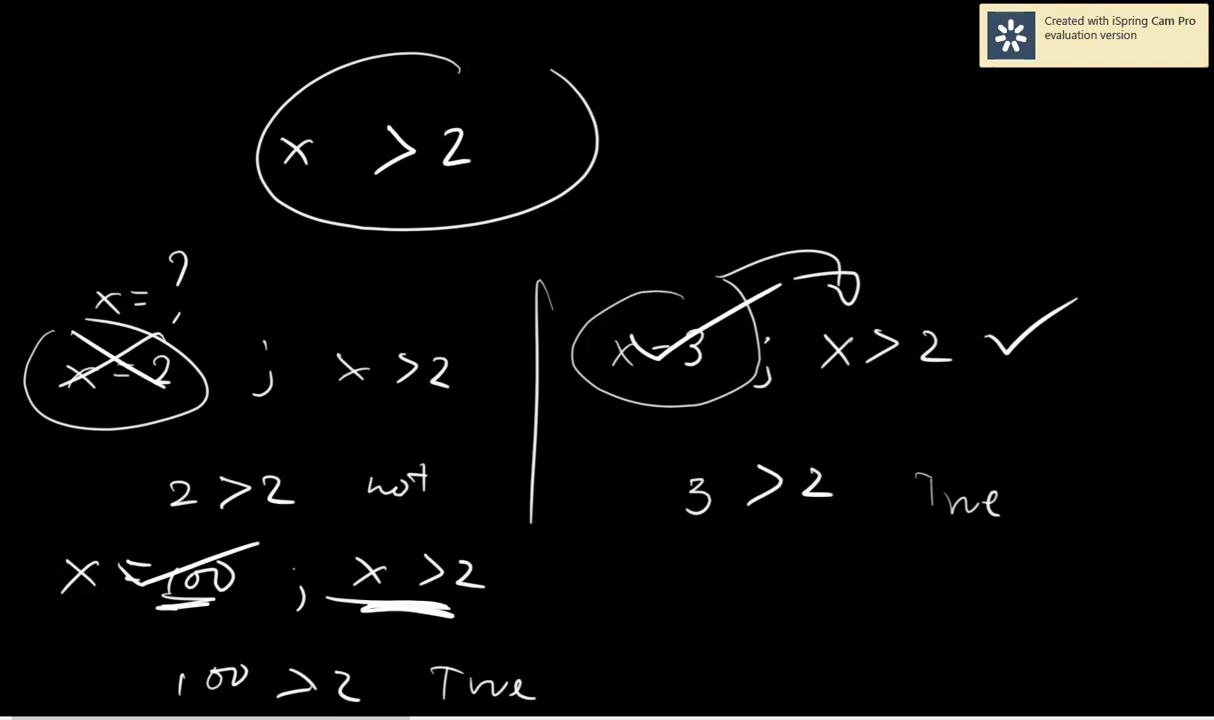 Created with iSpring Cam Pro
evaluation version
x > 2
x = ?
x = 2 ; x > 2
2 > 2 not
x = 100 ; x > 2
100 > 2 True
x = 3 ; x > 2 ✓
3 > 2 True